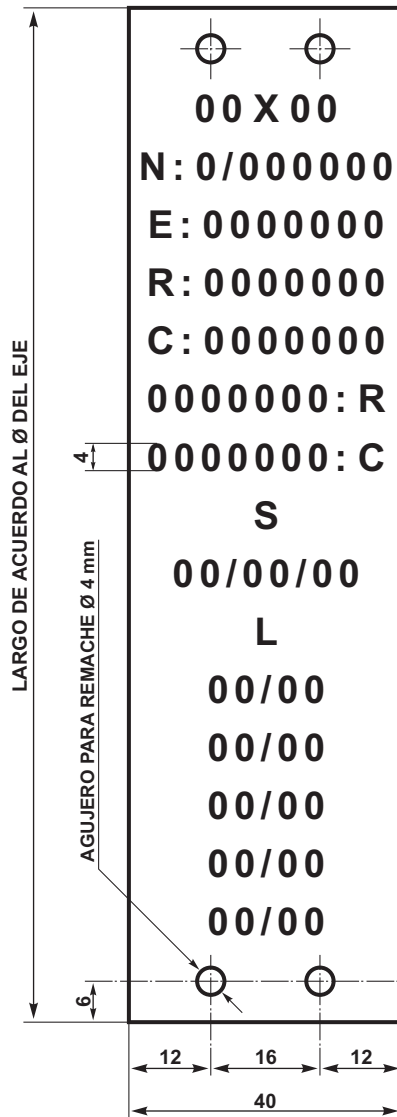 00 X 00
N: 0/000000
E: 0000000
R: 0000000
C: 0000000
0000000: R
0000000: C
S
00/00/00
L
00/00
00/00
00/00
00/00
00/00
LARGO DE ACUERDO AL Ø DEL EJE
4
AGUJERO PARA REMACHE Ø 4 mm
6
12
16
12
40